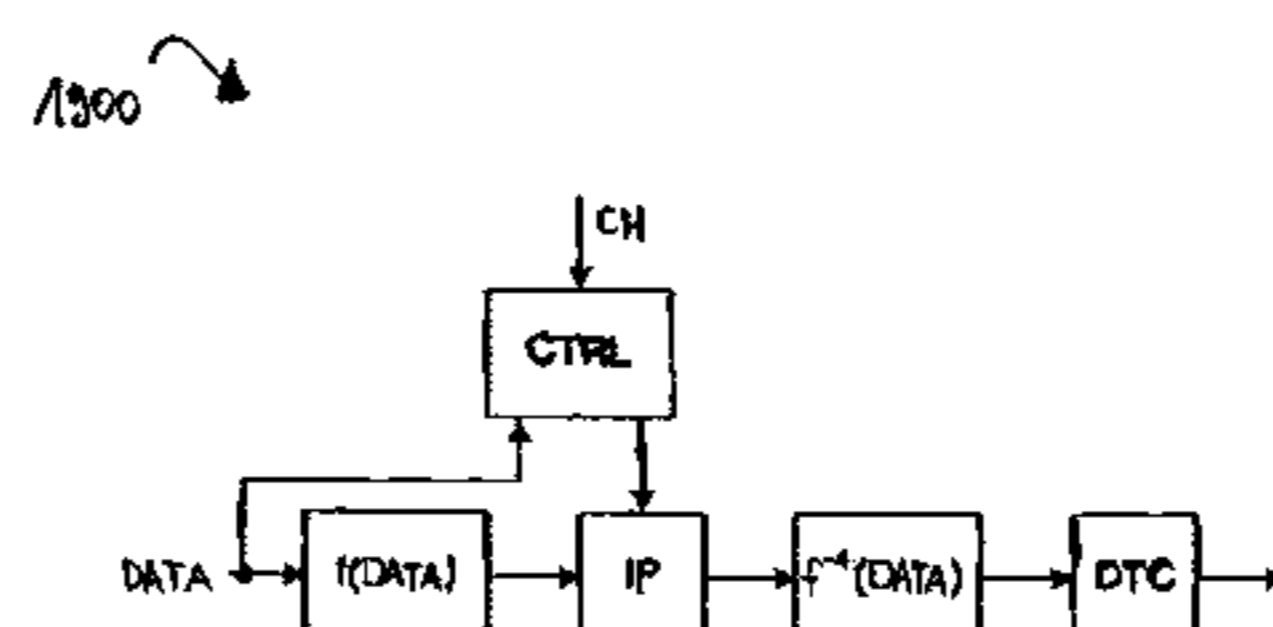 1900
CH
CTRL
DATA
f(DATA)
IP
f⁻¹(DATA)
DTC